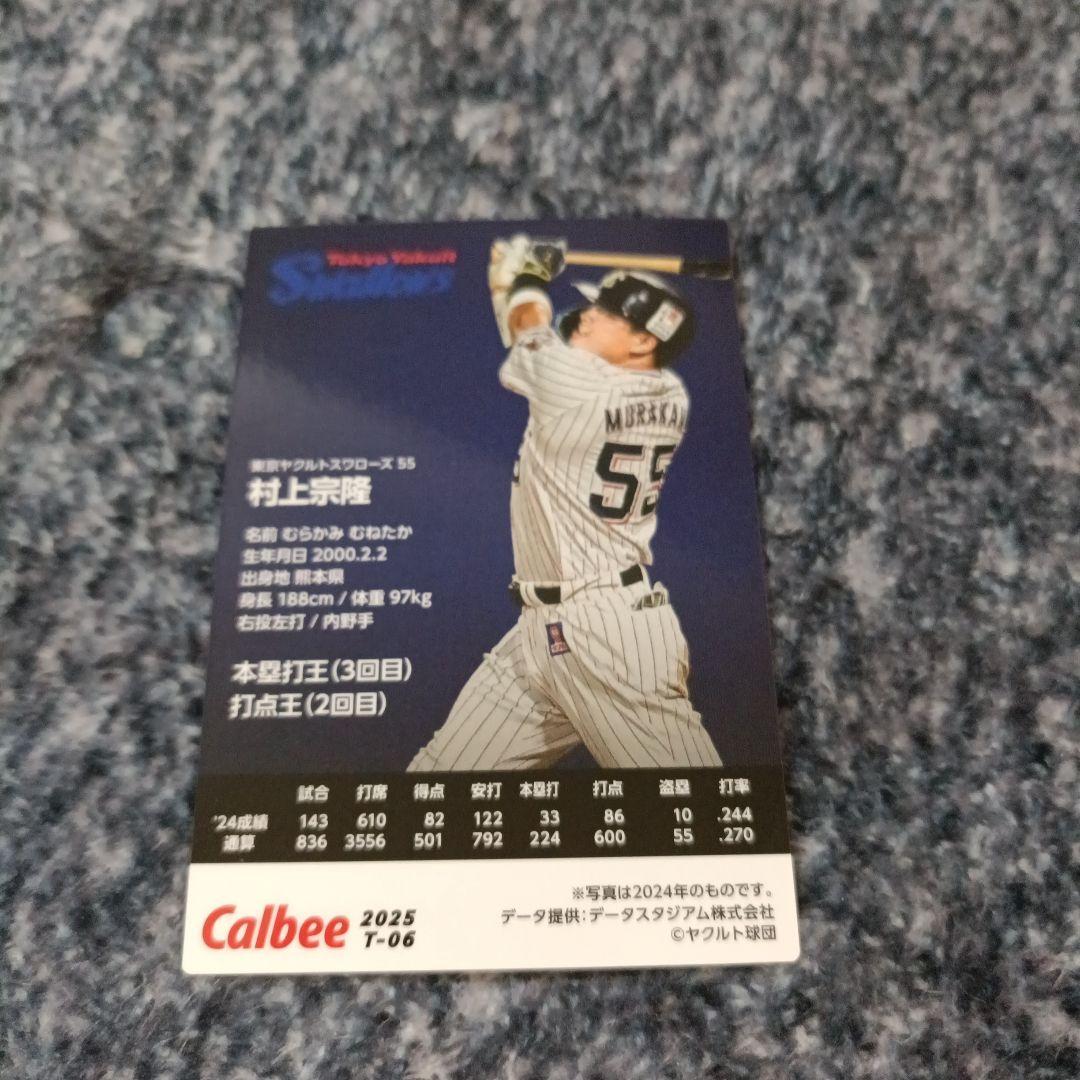 Tokyo Yakult
Swallows
MURAKA
55
東京ヤクルトスワローズ 55
村上宗隆
名前 むらかみ むねたか
生年月日 2000.2.2
出身地 熊本県
身長 188cm / 体重 97kg
右投左打 / 内野手
本塁打王(3回目)
打点王(2回目)
試合 打席 得点 安打 本塁打 打点 盗塁 打率
'24成績 143 610 82 122 33 86 10 .244
通算 836 3556 501 792 224 600 55 .270
Calbee 2025
T-06
※写真は2024年のものです。
データ提供:データスタジアム株式会社
©ヤクルト球団